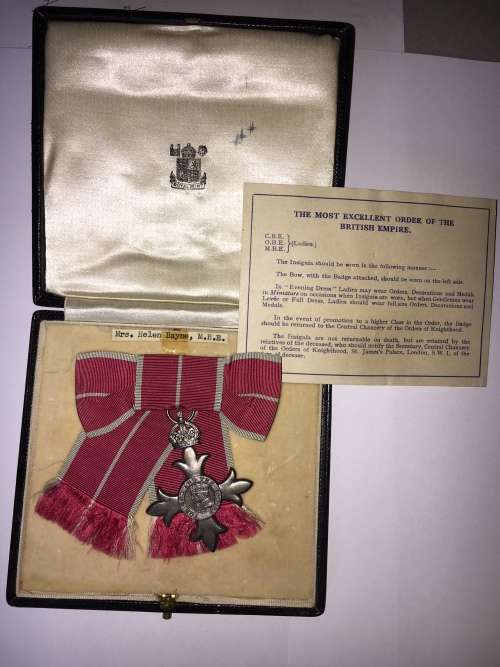 ROYAL MINT
THE MOST EXCELLENT ORDER OF THE
BRITISH EMPIRE.
C.B.E.
O.B.E. (Ladies.)
M.B.E.
The Insignia should be worn in the following manner :—
The Bow, with the Badge attached, should be worn on the left side.
In "Evening Dress" Ladies may wear Orders, Decorations and Medals
in Miniature on occasions when Insignia are worn, but when Gentlemen wear
Levée or Full Dress, Ladies should wear full size Orders, Decorations and
Medals.
In the event of promotion to a higher Class in the Order, the Badge
should be returned to the Central Chancery of the Orders of Knighthood.
The Insignia are not returnable on death, but are retained by the
relatives of the deceased, who should notify the Secretary, Central Chancery
of the Orders of Knighthood, St. James's Palace, London, S.W.1, of the
of decease.
Mrs. Helen Bayne, M.B.E.